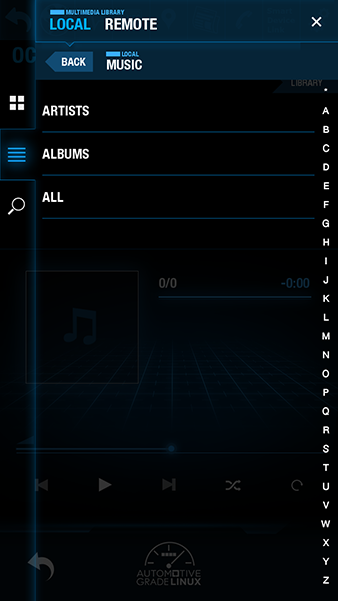 MULTIMEDIA LIBRARY
LOCAL REMOTE
BACK
LOCAL
MUSIC
LIBRARY
ARTISTS
ALBUMS
ALL
0/0 -0:00
*
A
B
C
D
E
F
G
H
I
J
K
L
M
N
O
P
Q
R
S
T
U
V
W
X
Y
Z
AUTOMOTIVE
GRADE LINUX